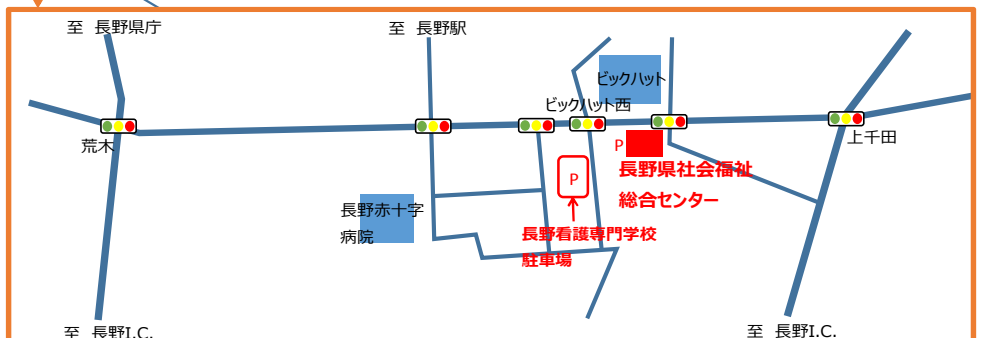 至 長野県庁
至 長野駅
ビックハット
ビックハット西
荒木
上千田
P
長野県社会福祉
総合センター
P
長野赤十字
病院
長野看護専門学校
駐車場
至 長野I.C.
至 長野I.C.